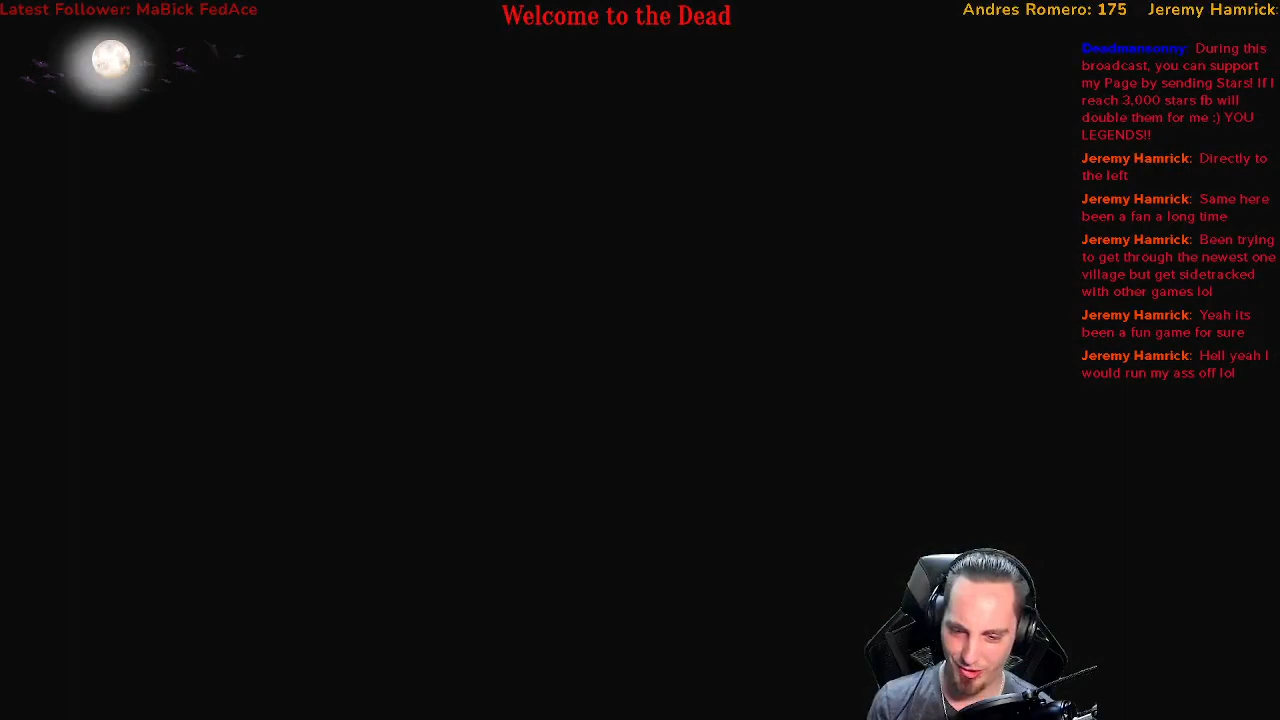 Latest Follower: MaBick FedAce
Welcome to the Dead
Andres Romero: 175 Jeremy Hamrick:
Deadmansonny: During this
broadcast, you can support
my Page by sending Stars! If I
reach 3,000 stars fb will
double them for me :) YOU
LEGENDS!!
Jeremy Hamrick: Directly to
the left
Jeremy Hamrick: Same here
been a fan a long time
Jeremy Hamrick: Been trying
to get through the newest one
village but get sidetracked
with other games lol
Jeremy Hamrick: Yeah its
been a fun game for sure
Jeremy Hamrick: Hell yeah I
would run my ass off lol